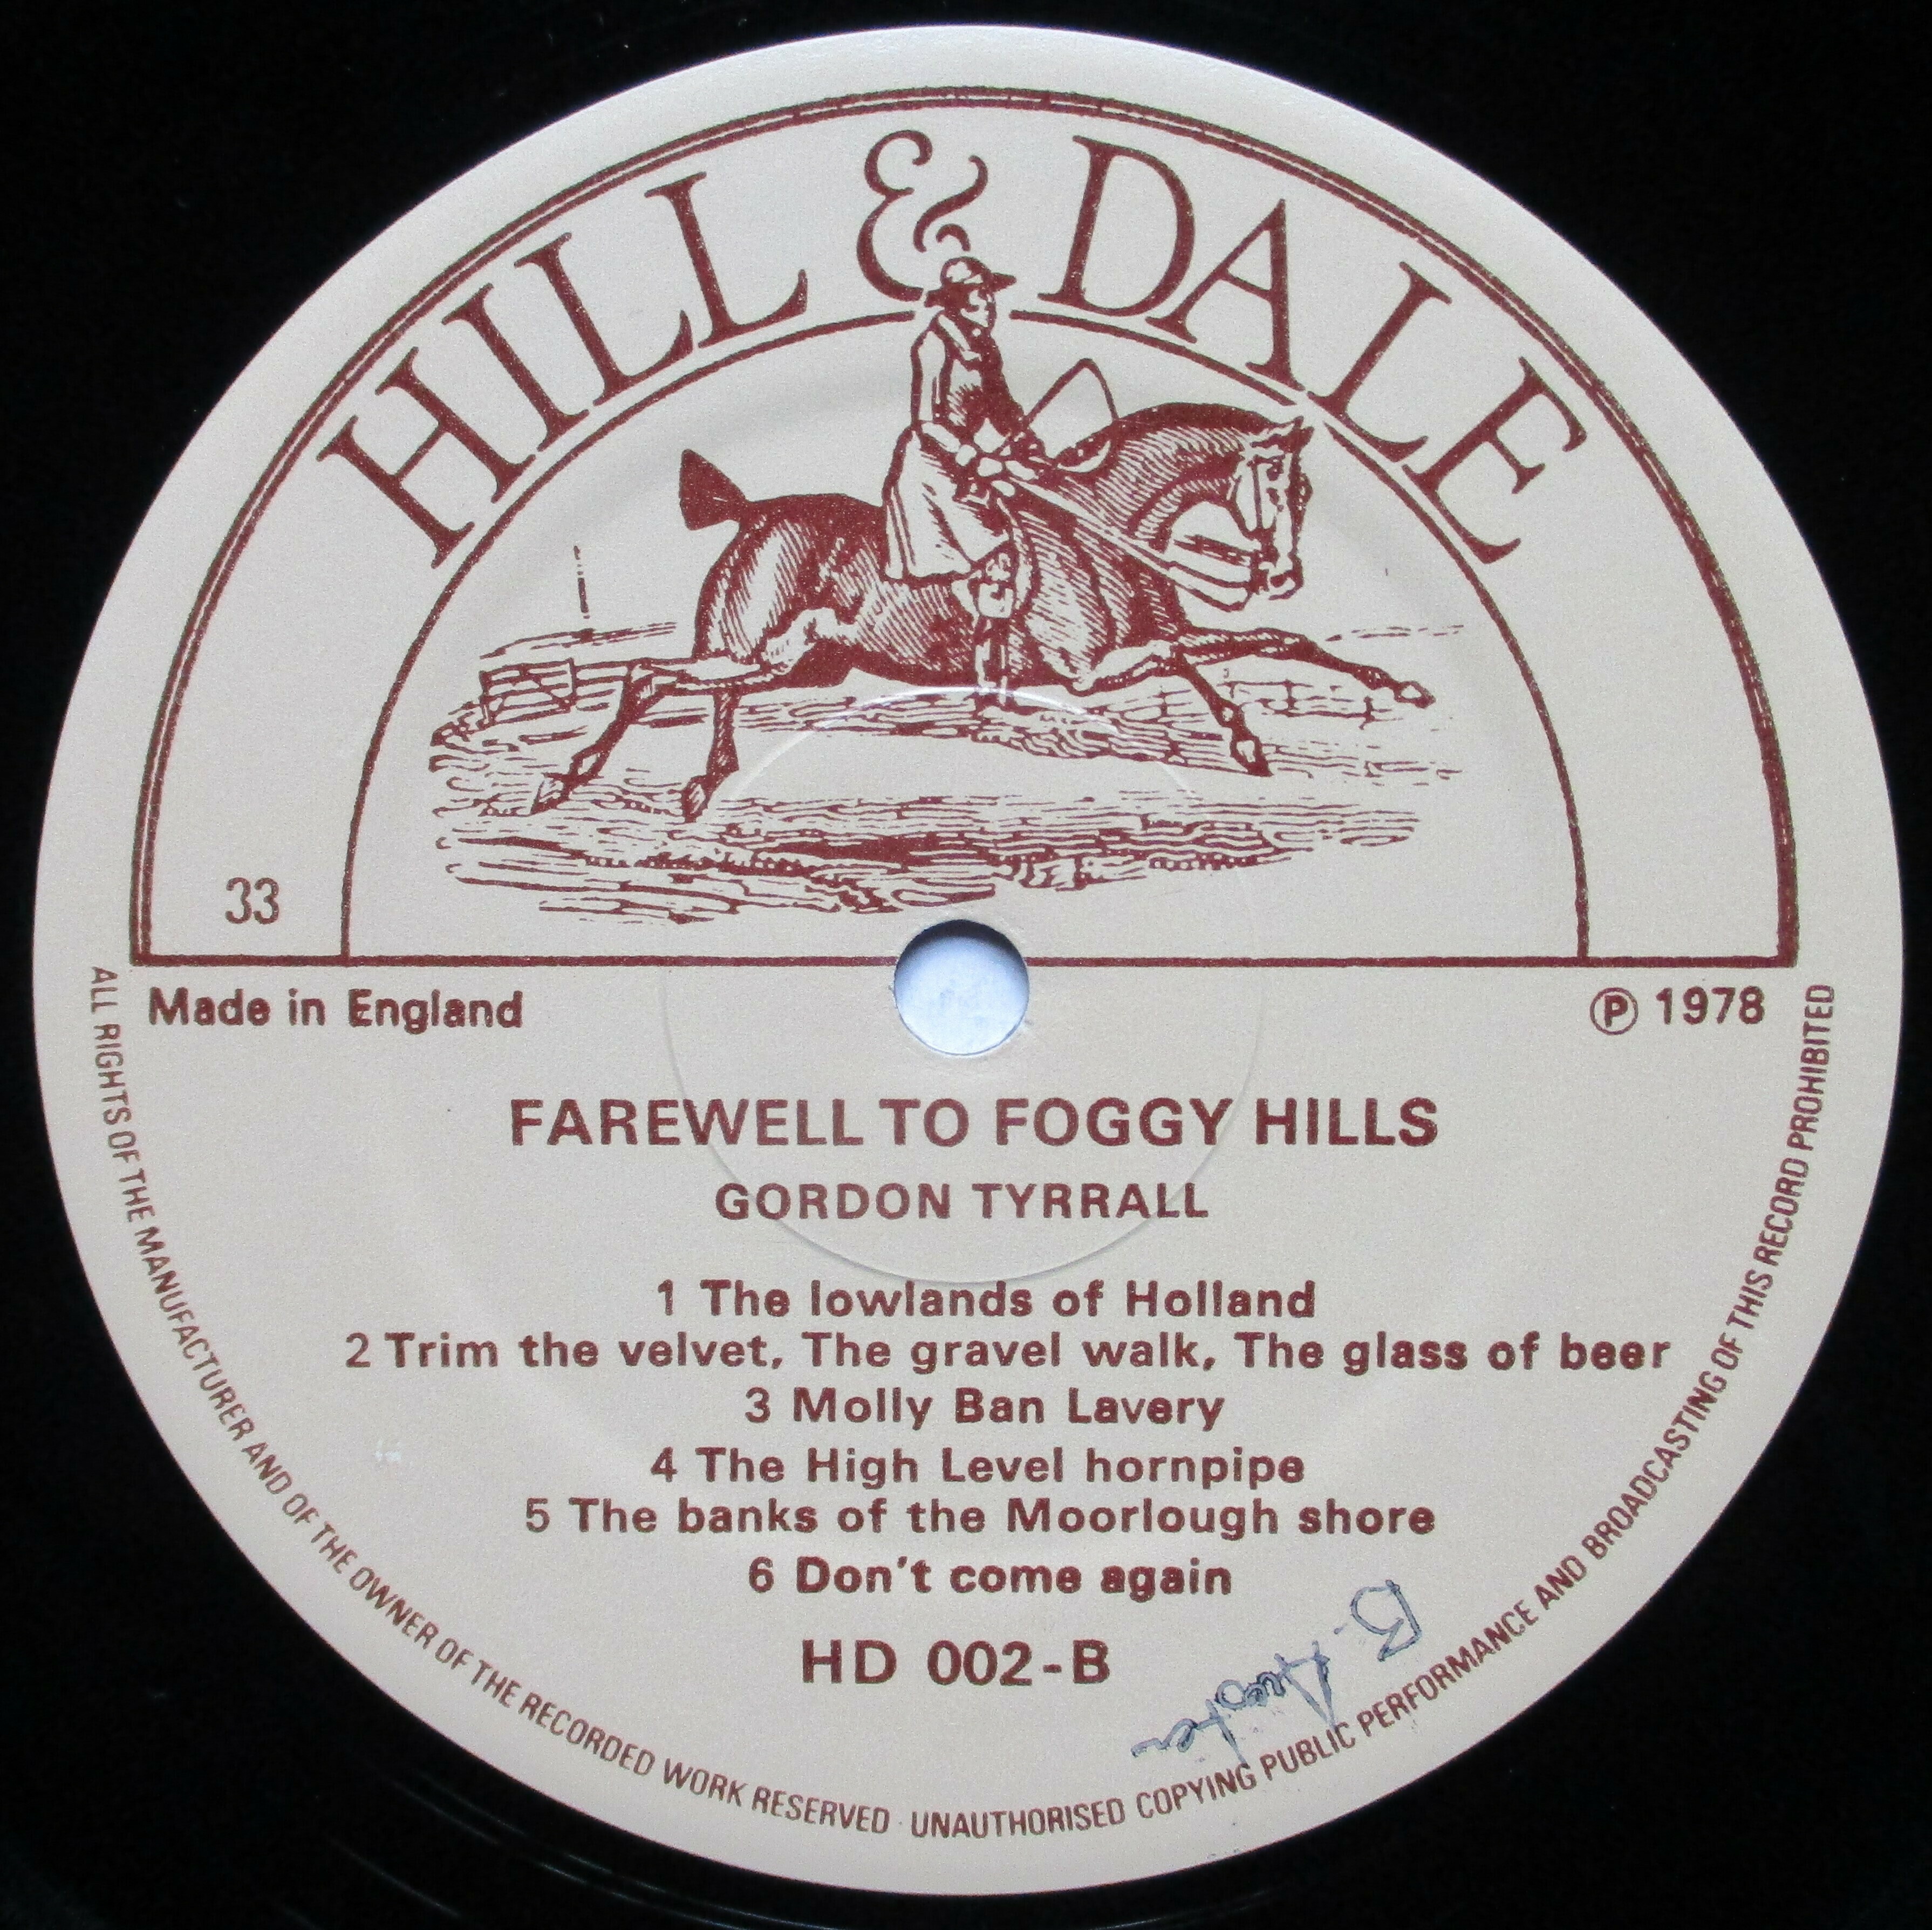 HILL & DALE
33
Made in England
℗ 1978
FAREWELL TO FOGGY HILLS
GORDON TYRRALL
1 The lowlands of Holland
2 Trim the velvet, The gravel walk, The glass of beer
3 Molly Ban Lavery
4 The High Level hornpipe
5 The banks of the Moorlough shore
6 Don't come again
HD 002-B
B.
ALL RIGHTS OF THE MANUFACTURER AND OF THE OWNER OF THE RECORDED WORK RESERVED · UNAUTHORISED COPYING PUBLIC PERFORMANCE AND BROADCASTING OF THIS RECORD PROHIBITED